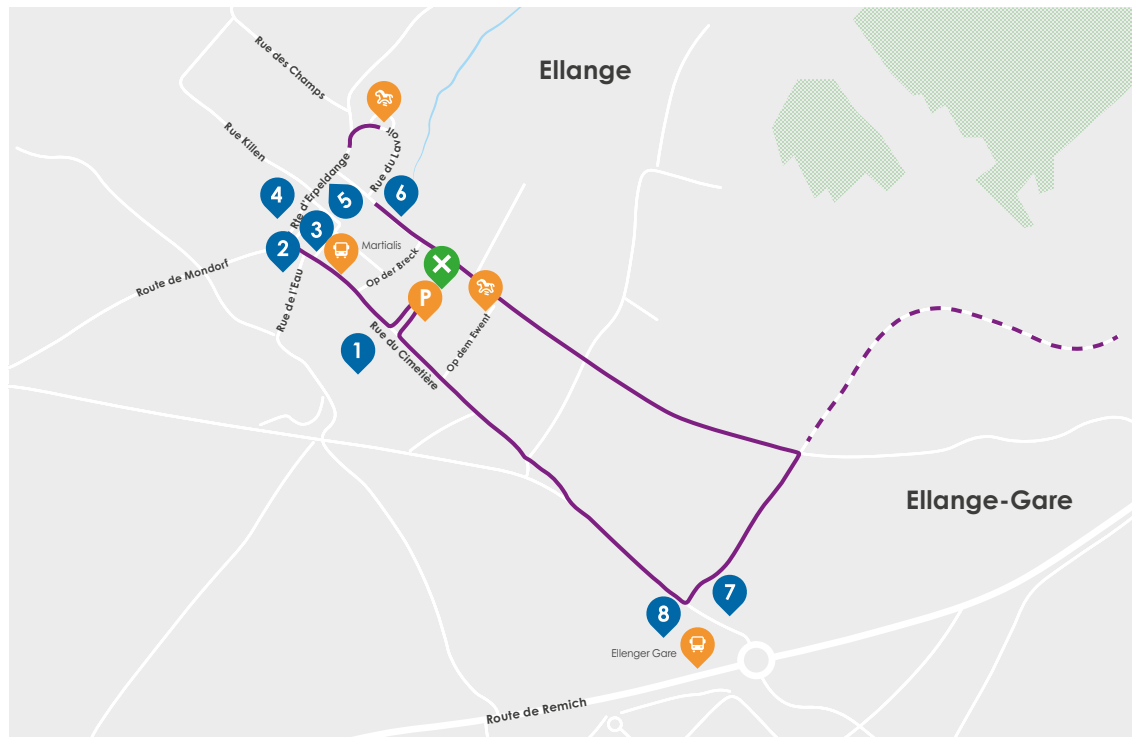 Rue des Champs
Ellange
Rue Killen
Rue du Lavoir
Rte d'Erpeldange
4
5
6
3
2
Martialis
Op der Breck
Route de Mondorf
Rue de l'Eau
P
1
Rue du Cimetière
Op dem Ewent
Ellange-Gare
7
8
Ellenger Gare
Route de Remich